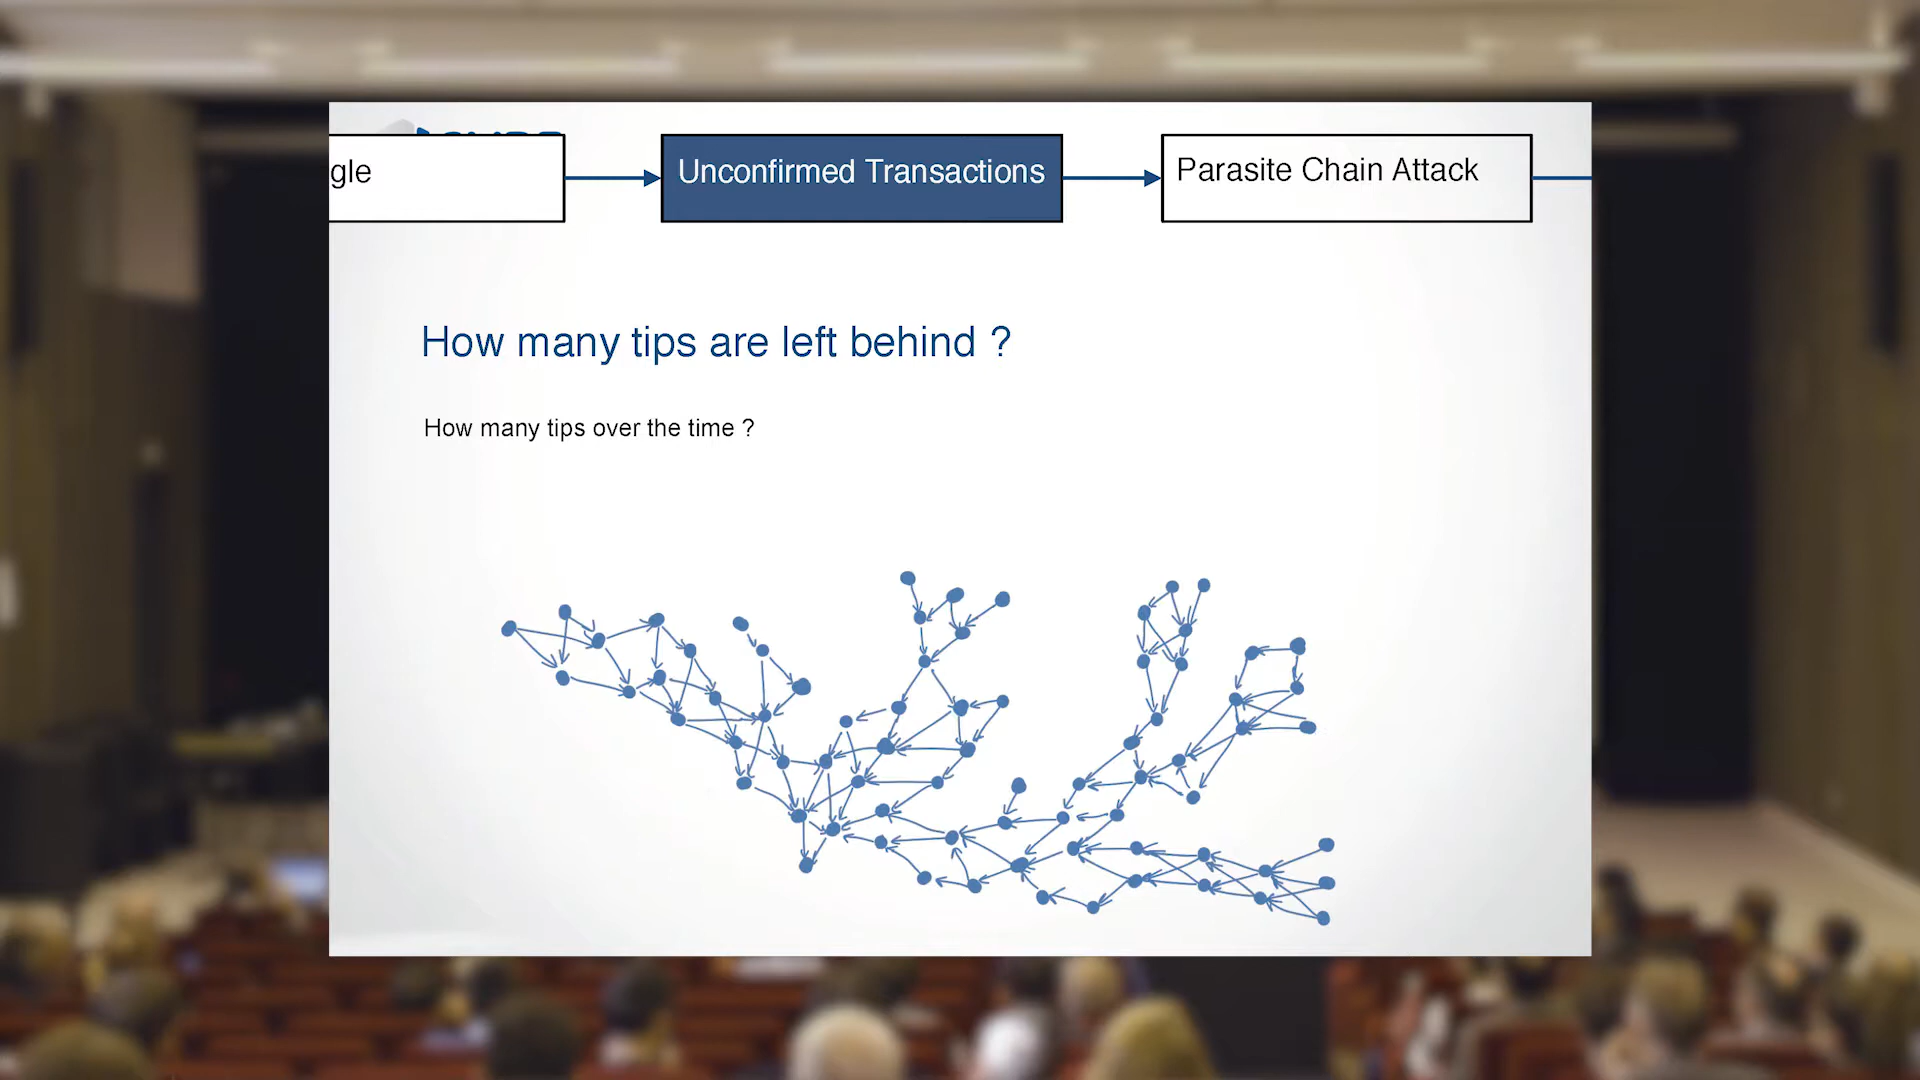 gle
Unconfirmed Transactions
Parasite Chain Attack
How many tips are left behind ?
How many tips over the time ?